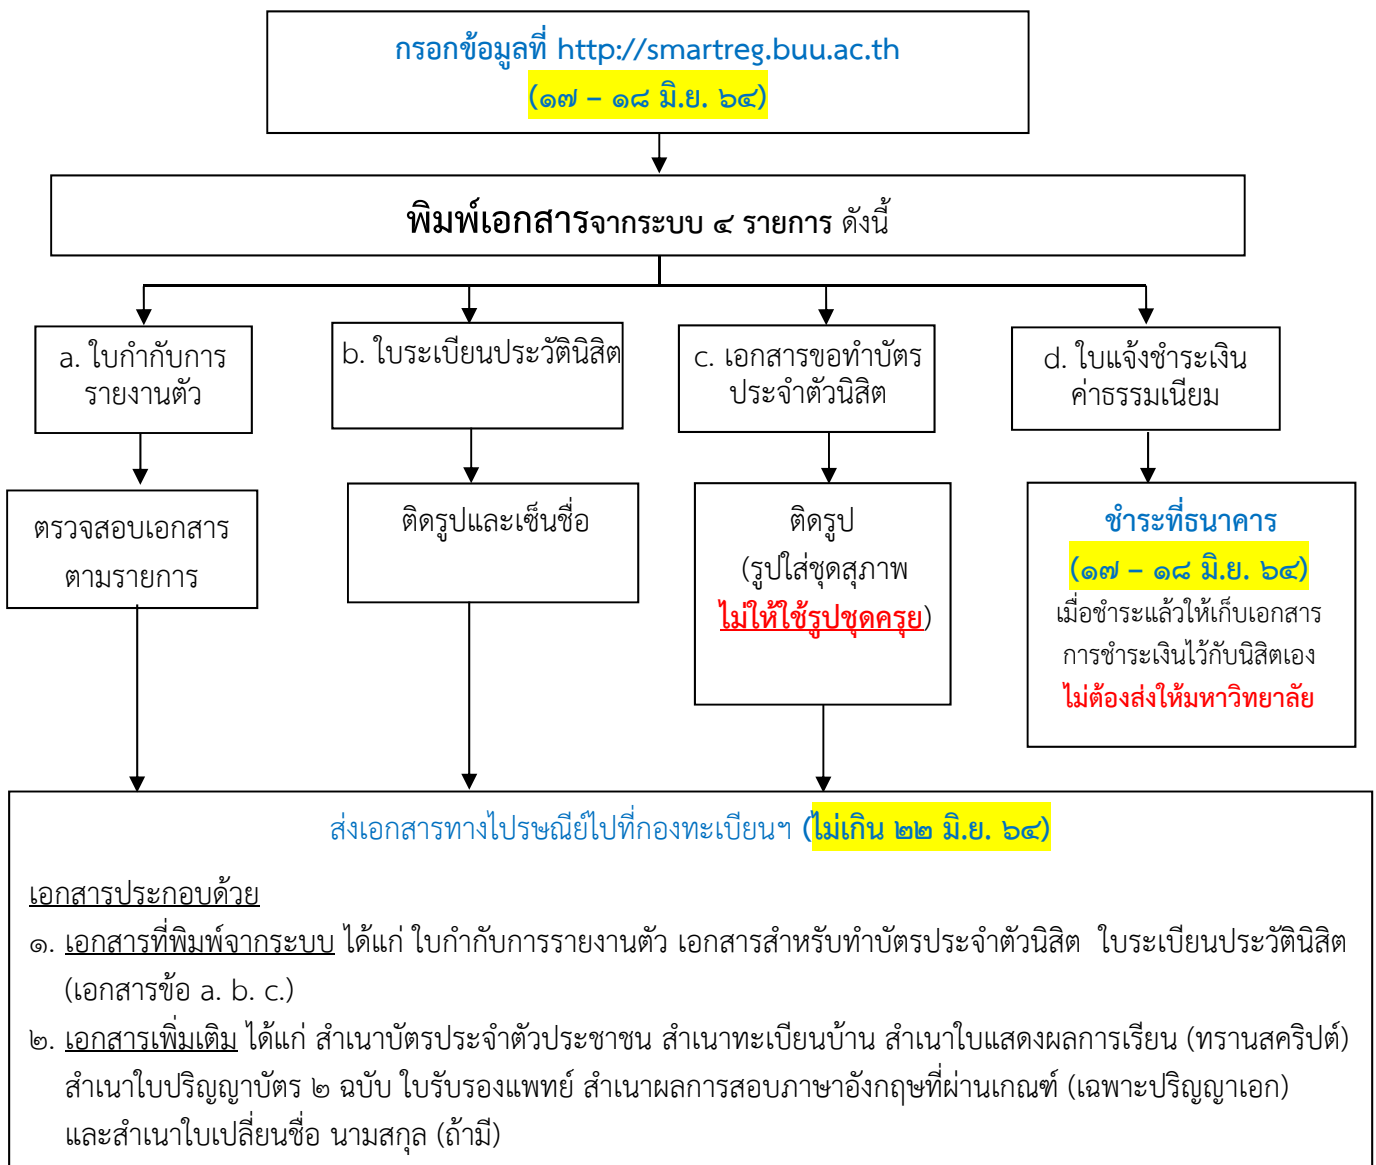 กรอกข้อมูลที่ http://smartreg.buu.ac.th
(๑๗ – ๑๘ มิ.ย. ๖๔)
พิมพ์เอกสารจากระบบ ๔ รายการ ดังนี้
a. ใบกำกับการ
รายงานตัว
b. ใบระเบียนประวัตินิสิต
c. เอกสารขอทำบัตร
ประจำตัวนิสิต
d. ใบแจ้งชำระเงิน
ค่าธรรมเนียม
ตรวจสอบเอกสาร
ตามรายการ
ติดรูปและเซ็นชื่อ
ติดรูป
(รูปใส่ชุดสุภาพ
ไม่ให้ใช้รูปชุดครุย)
ชำระที่ธนาคาร
(๑๗ – ๑๘ มิ.ย. ๖๔)
เมื่อชำระแล้วให้เก็บเอกสาร
การชำระเงินไว้กับนิสิตเอง
ไม่ต้องส่งให้มหาวิทยาลัย
ส่งเอกสารทางไปรษณีย์ไปที่กองทะเบียนฯ (ไม่เกิน ๒๒ มิ.ย. ๖๔)
เอกสารประกอบด้วย
๑. เอกสารที่พิมพ์จากระบบ ได้แก่ ใบกำกับการรายงานตัว เอกสารสำหรับทำบัตรประจำตัวนิสิต ใบระเบียนประวัตินิสิต
(เอกสารข้อ a. b. c.)
๒. เอกสารเพิ่มเติม ได้แก่ สำเนาบัตรประจำตัวประชาชน สำเนาทะเบียนบ้าน สำเนาใบแสดงผลการเรียน (ทรานสคริปต์)
สำเนาใบปริญญาบัตร ๒ ฉบับ ใบรับรองแพทย์ สำเนาผลการสอบภาษาอังกฤษที่ผ่านเกณฑ์ (เฉพาะปริญญาเอก)
และสำเนาใบเปลี่ยนชื่อ นามสกุล (ถ้ามี)